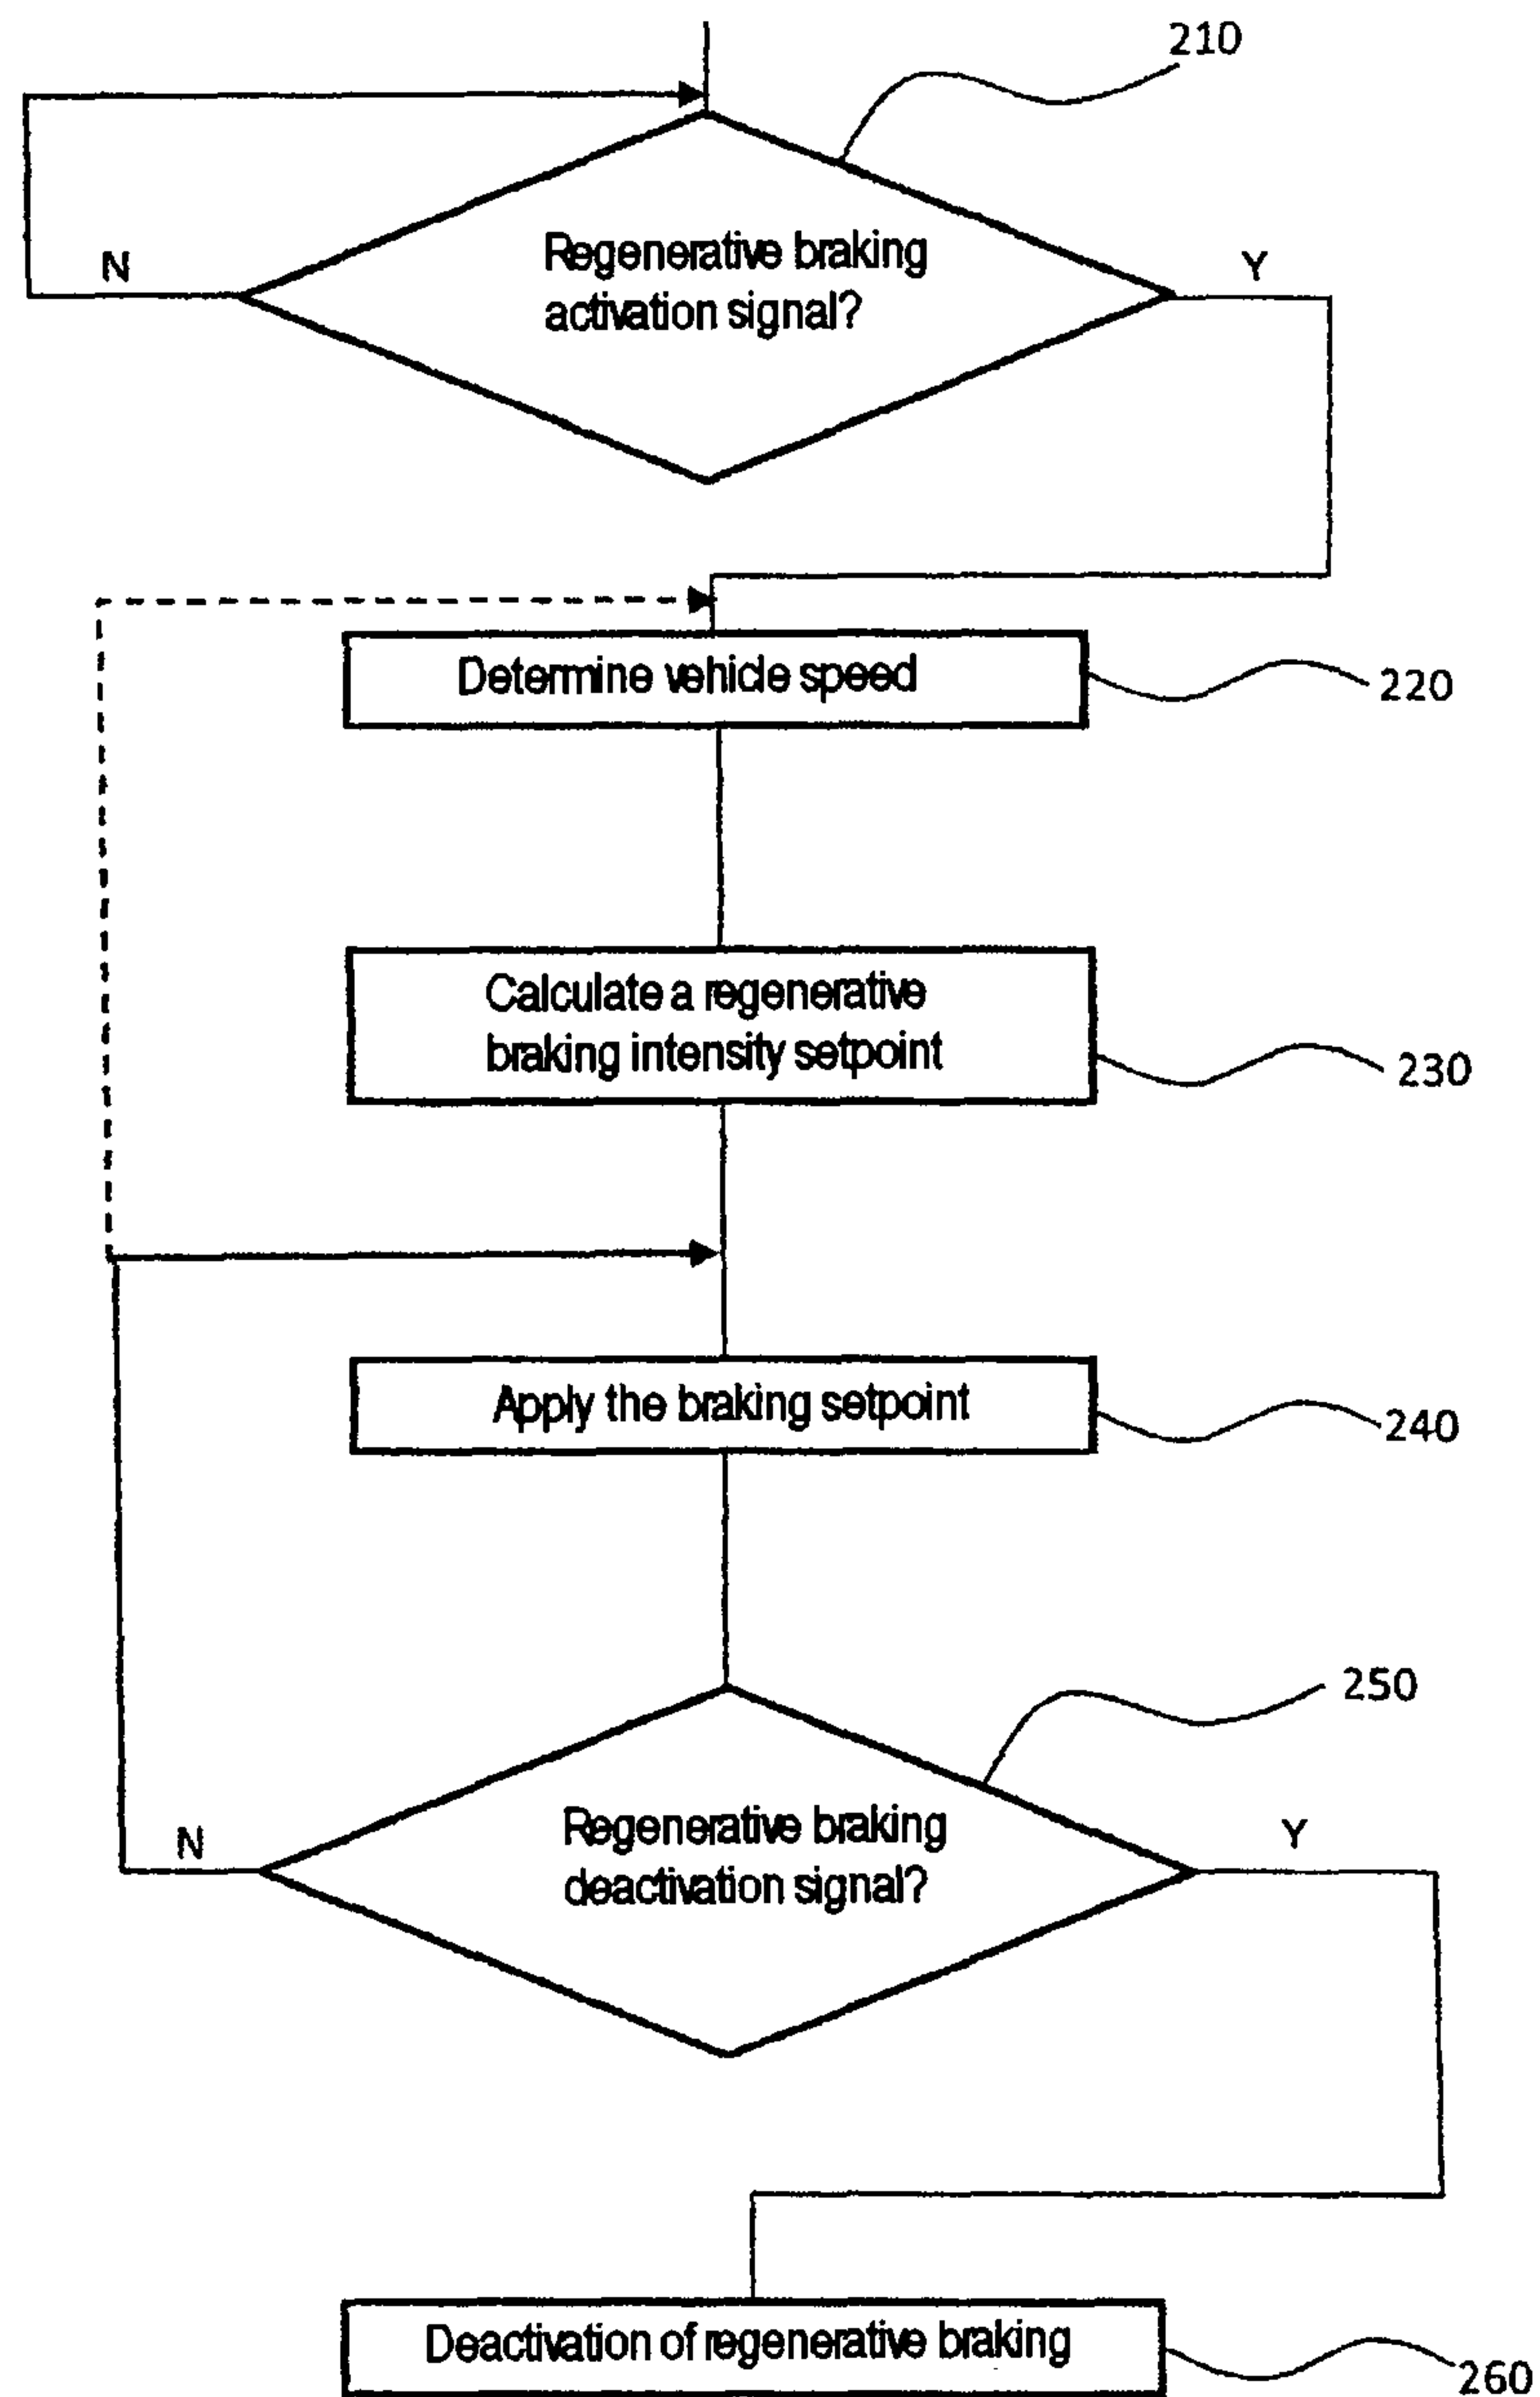 210
Regenerative braking
activation signal?
N
Y
Determine vehicle speed
220
Calculate a regenerative
braking intensity setpoint
230
Apply the braking setpoint
240
250
Regenerative braking
deactivation signal?
N
Y
Deactivation of regenerative braking
260